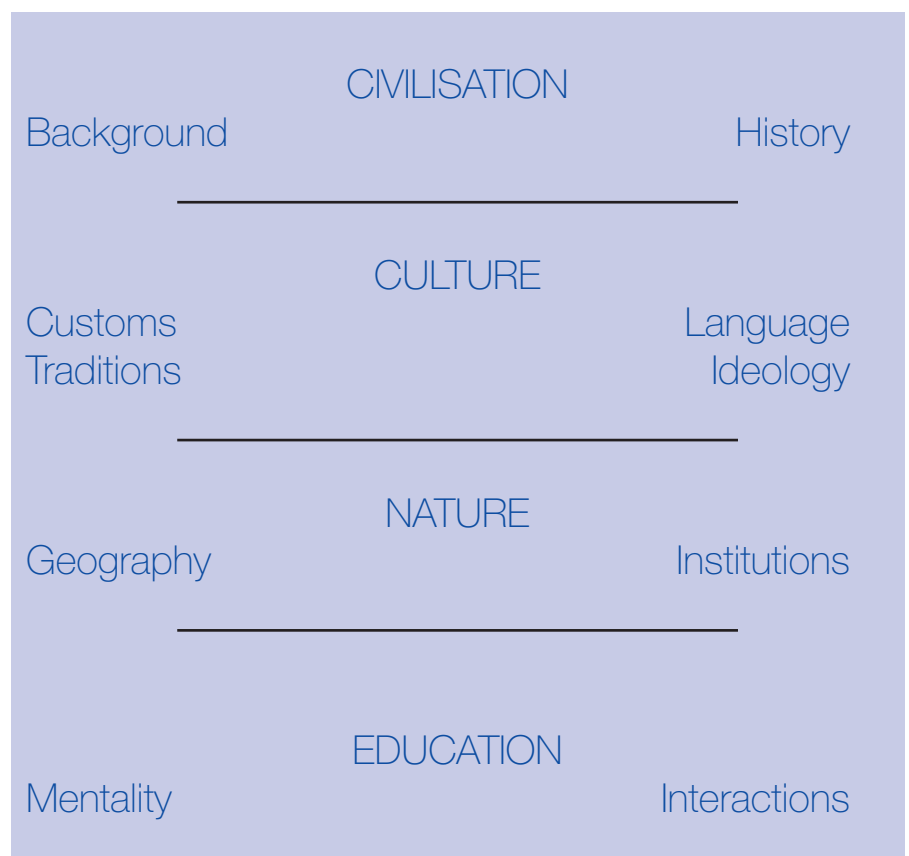 CIVILISATION
Background History
CULTURE
Customs Language
Traditions Ideology
NATURE
Geography Institutions
EDUCATION
Mentality Interactions